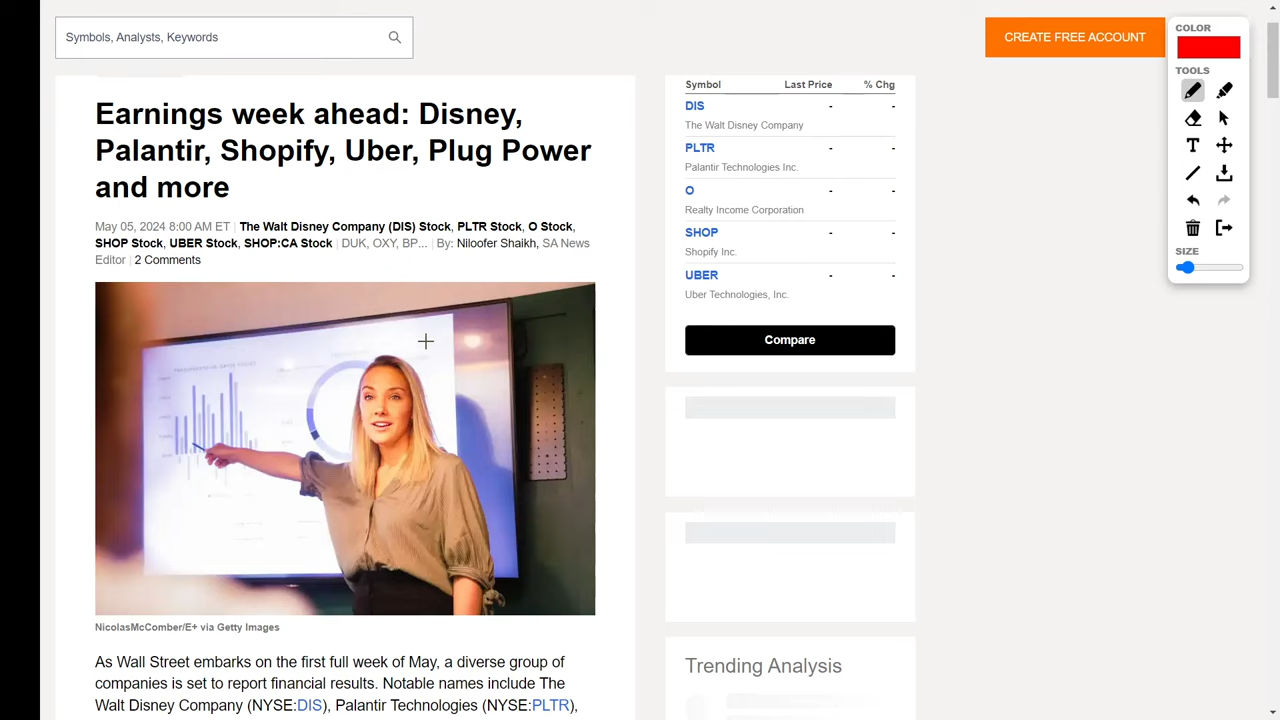 Symbols, Analysts, Keywords
CREATE FREE ACCOUNT
COLOR
TOOLS
SIZE
Earnings week ahead: Disney,
Palantir, Shopify, Uber, Plug Power
and more
May 05, 2024 8:00 AM ET | The Walt Disney Company (DIS) Stock, PLTR Stock, O Stock,
SHOP Stock, UBER Stock, SHOP:CA Stock | DUK, OXY, BP... | By: Niloofer Shaikh, SA News
Editor | 2 Comments
NicolasMcComber/E+ via Getty Images
As Wall Street embarks on the first full week of May, a diverse group of
companies is set to report financial results. Notable names include The
Walt Disney Company (NYSE:DIS), Palantir Technologies (NYSE:PLTR),
Symbol Last Price % Chg
DIS - -
The Walt Disney Company
PLTR - -
Palantir Technologies Inc.
O - -
Realty Income Corporation
SHOP - -
Shopify Inc.
UBER - -
Uber Technologies, Inc.
Compare
Trending Analysis